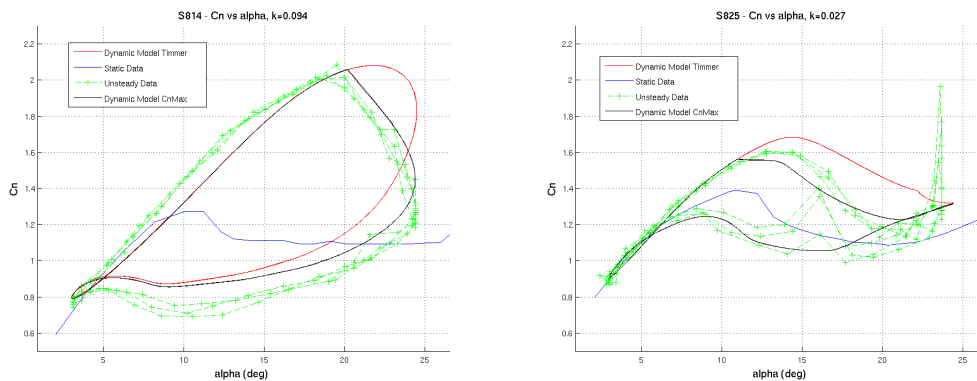 S814 - Cn vs alpha, k=0.094
Dynamic Model Timmer
Static Data
Unsteady Data
Dynamic Model CnMax
Cn
2.2
2
1.8
1.6
1.4
1.2
1
0.8
0.6
5
10
15
20
25
alpha (deg)
S825 - Cn vs alpha, k=0.027
Dynamic Model Timmer
Static Data
Unsteady Data
Dynamic Model CnMax
Cn
2.2
2
1.8
1.6
1.4
1.2
1
0.8
0.6
5
10
15
20
25
alpha (deg)